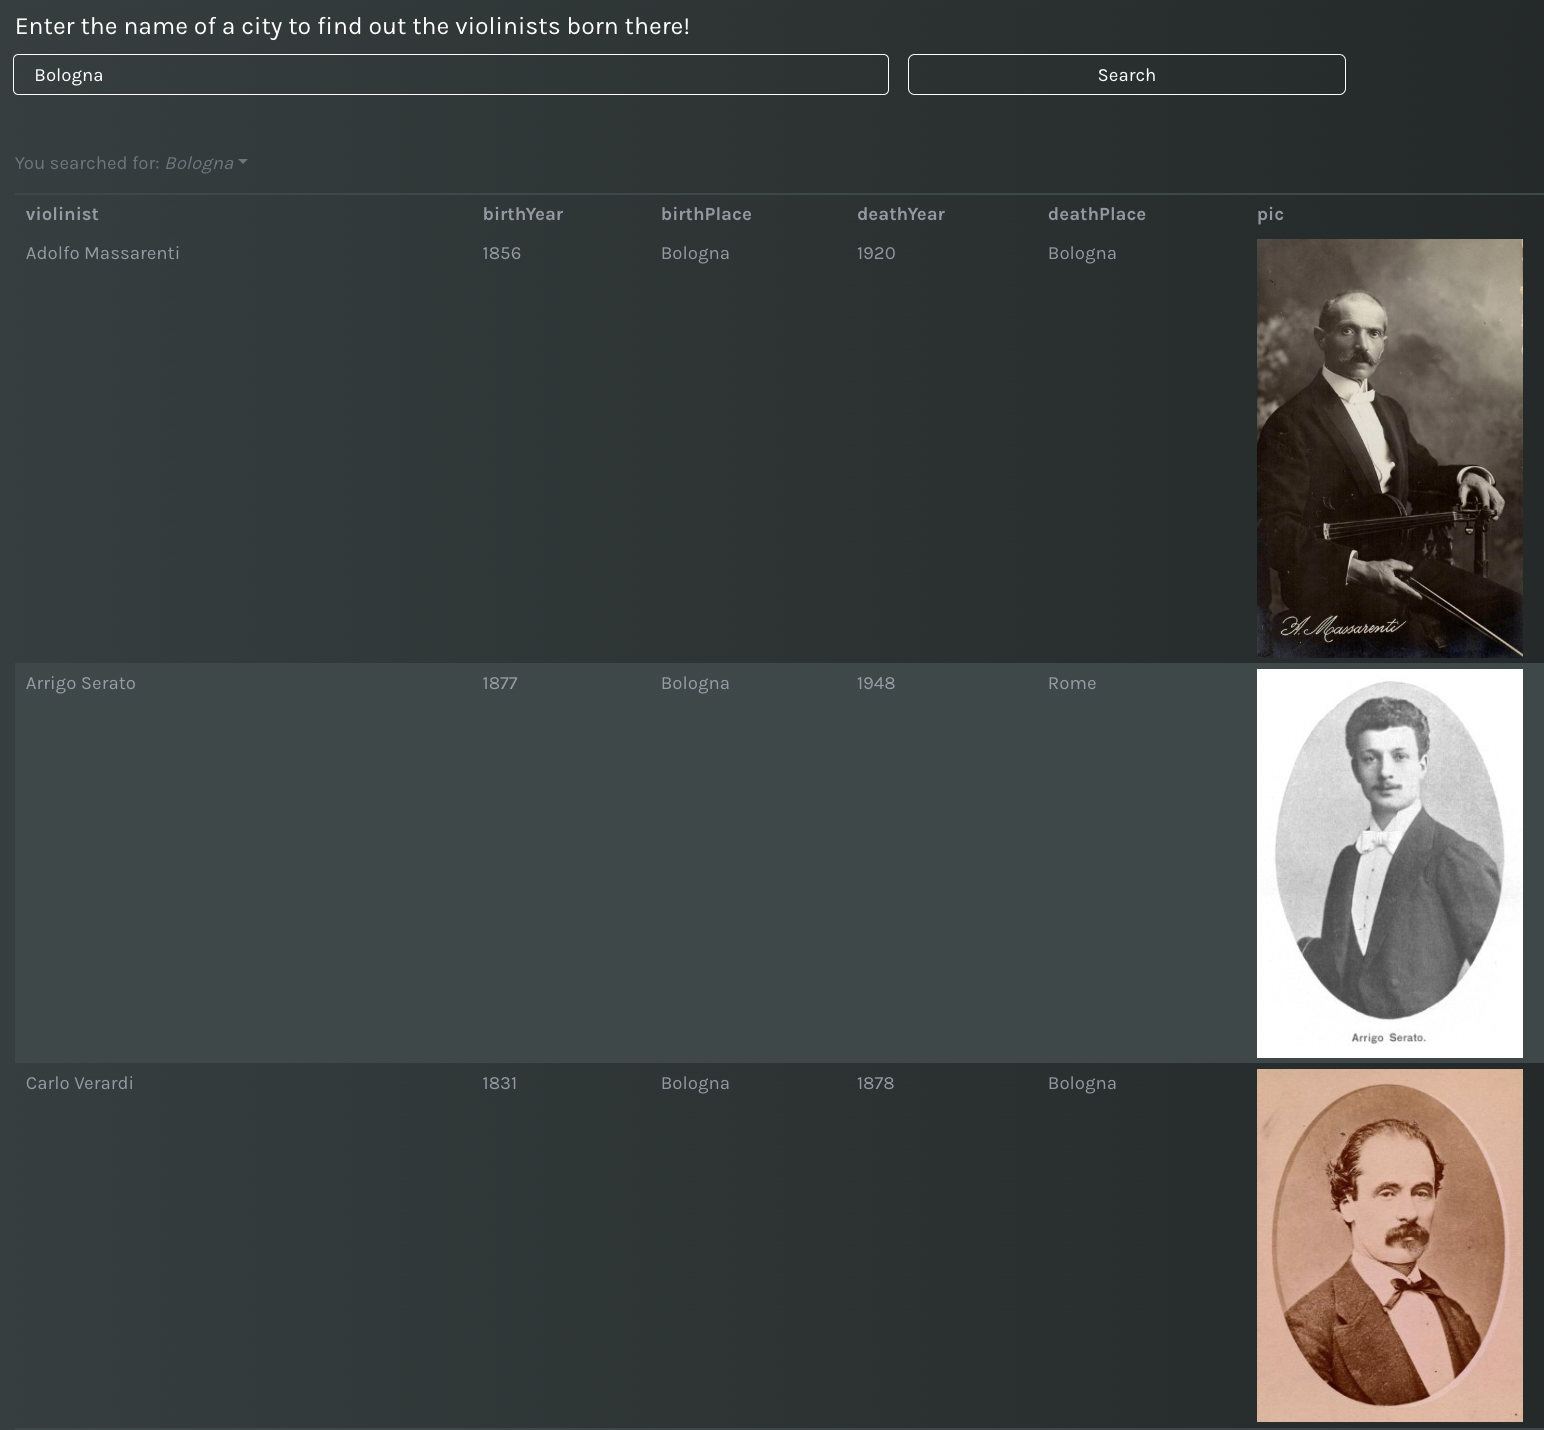 Enter the name of a city to find out the violinists born there!
Bologna
Search
You searched for: Bologna
violinist birthYear birthPlace deathYear deathPlace pic
Adolfo Massarenti 1856 Bologna 1920 Bologna
A. Massarenti
Arrigo Serato 1877 Bologna 1948 Rome
Arrigo Serato.
Carlo Verardi 1831 Bologna 1878 Bologna